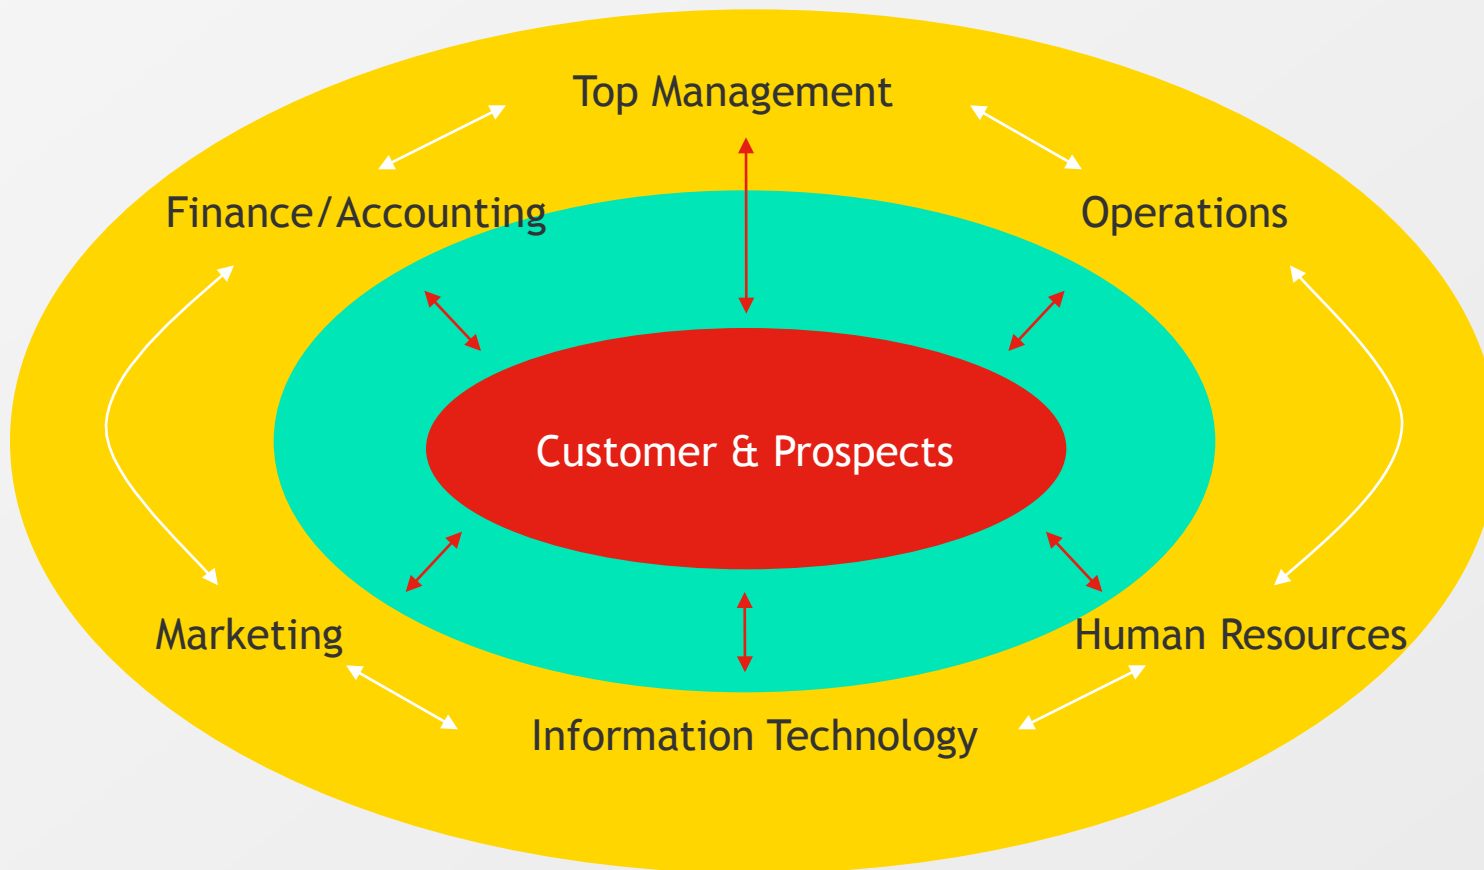 Top Management
Finance/Accounting
Operations
Customer & Prospects
Marketing
Human Resources
Information Technology